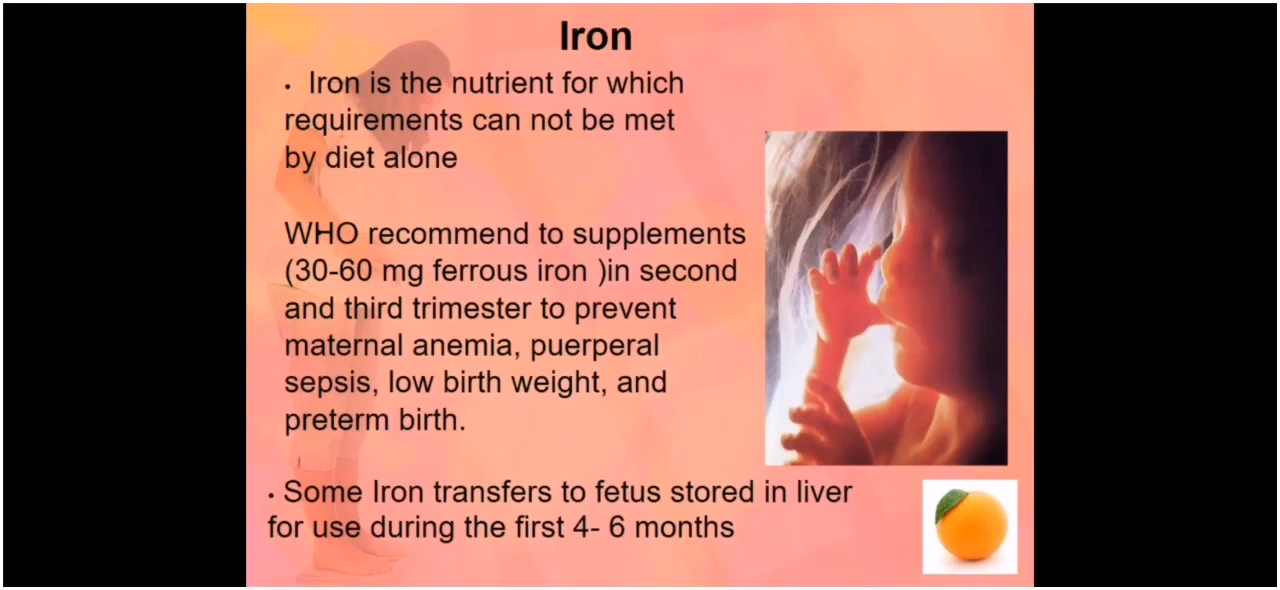 Iron
• Iron is the nutrient for which
requirements can not be met
by diet alone
WHO recommend to supplements
(30-60 mg ferrous iron )in second
and third trimester to prevent
maternal anemia, puerperal
sepsis, low birth weight, and
preterm birth.
• Some Iron transfers to fetus stored in liver
for use during the first 4- 6 months